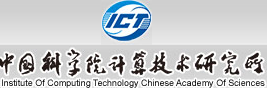 ICT
中国科学院计算技术研究所
Institute Of Computing Technology Chinese Academy Of Sciences